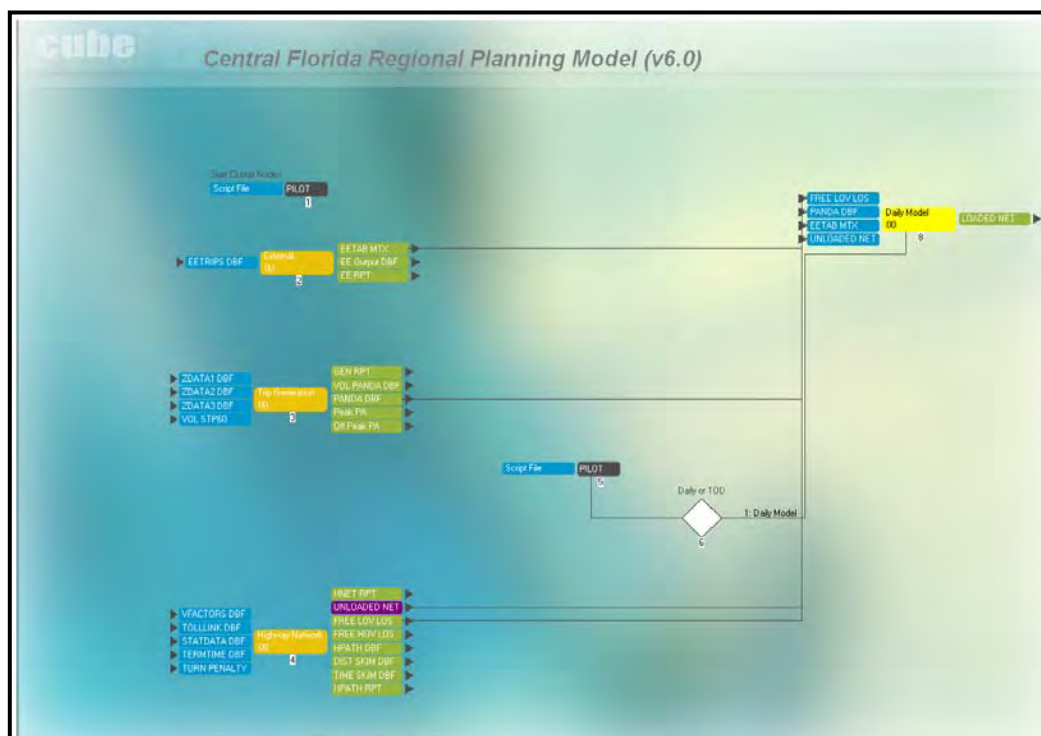 cube
Central Florida Regional Planning Model (v6.0)
Start Cluster Nodes
Script File PILOT
1
EETRIPS DBF
External
00
2
EETAB MTX
EE Output DBF
EE RPT
FREE LOV LOS
PANDA DBF
EETAB MTX
UNLOADED NET
Daily Model
00
8
LOADED NET
ZDATA1 DBF
ZDATA2 DBF
ZDATA3 DBF
VOL STP60
Trip Generation
00
3
GEN RPT
VOL PANDA DBF
PANDA DBF
Peak PA
Off Peak PA
Script File PILOT
5
Daily or TOD
6
1: Daily Model
VFACTORS DBF
TOLLLINK DBF
STATDATA DBF
TERMTIME DBF
TURN PENALTY
Highway Network
00
4
HNET RPT
UNLOADED NET
FREE LOV LOS
FREE HOV LOS
HPATH DBF
DIST SKIM DBF
TIME SKIM DBF
HPATH RPT